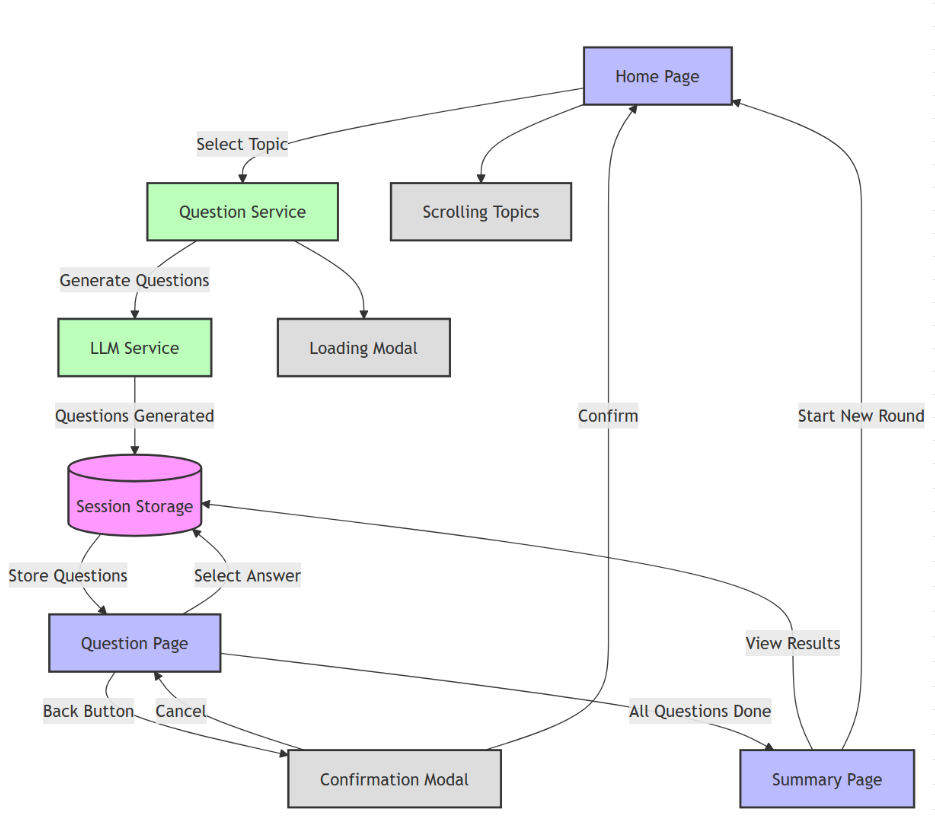 Home Page
Select Topic
Question Service
Scrolling Topics
Generate Questions
LLM Service
Loading Modal
Questions Generated
Confirm
Start New Round
Session Storage
Store Questions
Select Answer
Question Page
View Results
Back Button
Cancel
All Questions Done
Confirmation Modal
Summary Page